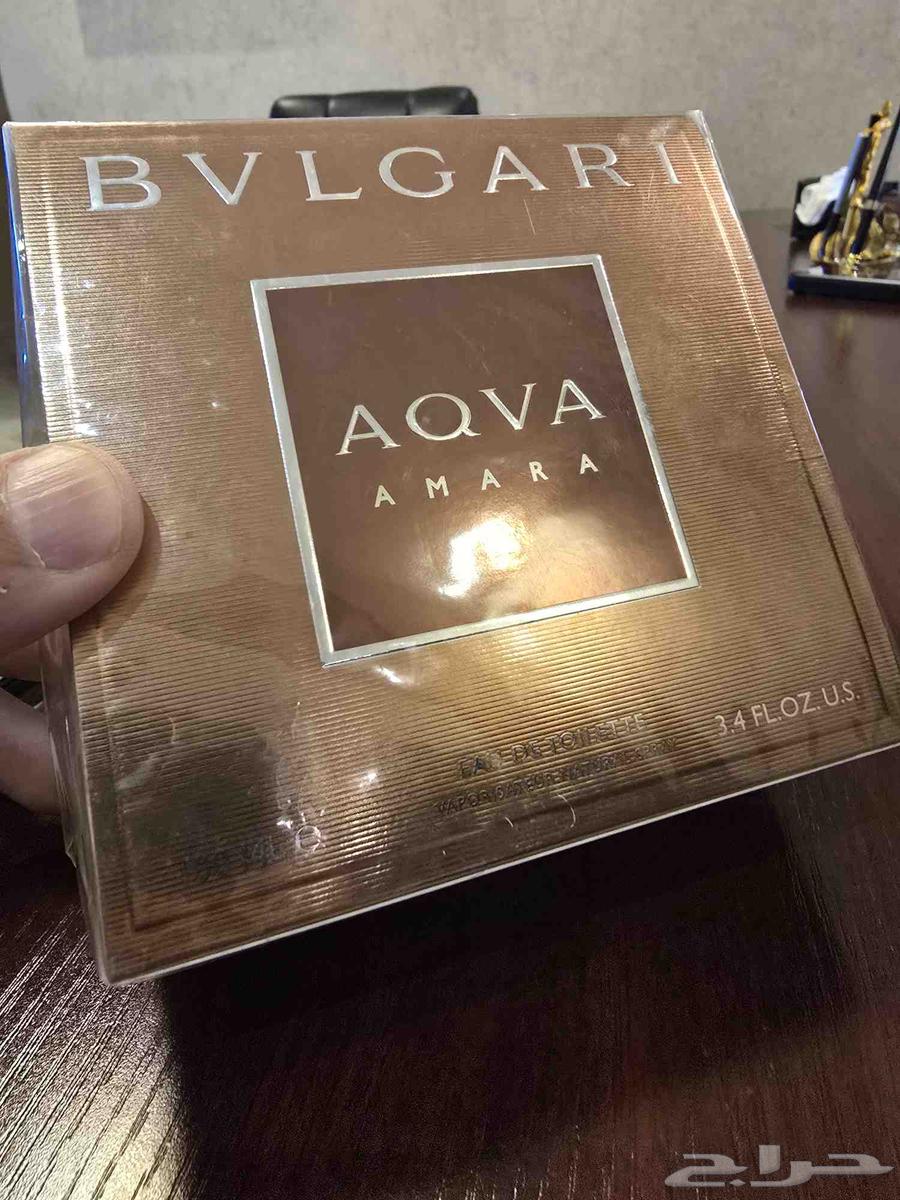 BVLGARI
AQVA
AMARA
EAU DE TOILETTE
3.4 FL.OZ.U.S.
حراج